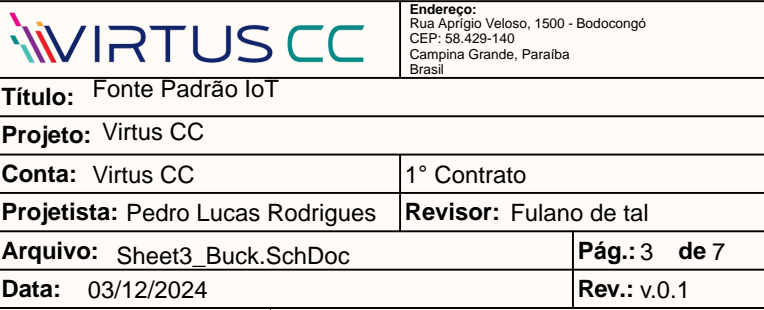 VIRTUS CC
Endereço:
Rua Aprígio Veloso, 1500 - Bodocongó
CEP: 58.429-140
Campina Grande, Paraíba
Brasil
Título: Fonte Padrão IoT
Projeto: Virtus CC
Conta: Virtus CC 1° Contrato
Projetista: Pedro Lucas Rodrigues Revisor: Fulano de tal
Arquivo: Sheet3_Buck.SchDoc Pág.: 3 de 7
Data: 03/12/2024 Rev.: v.0.1